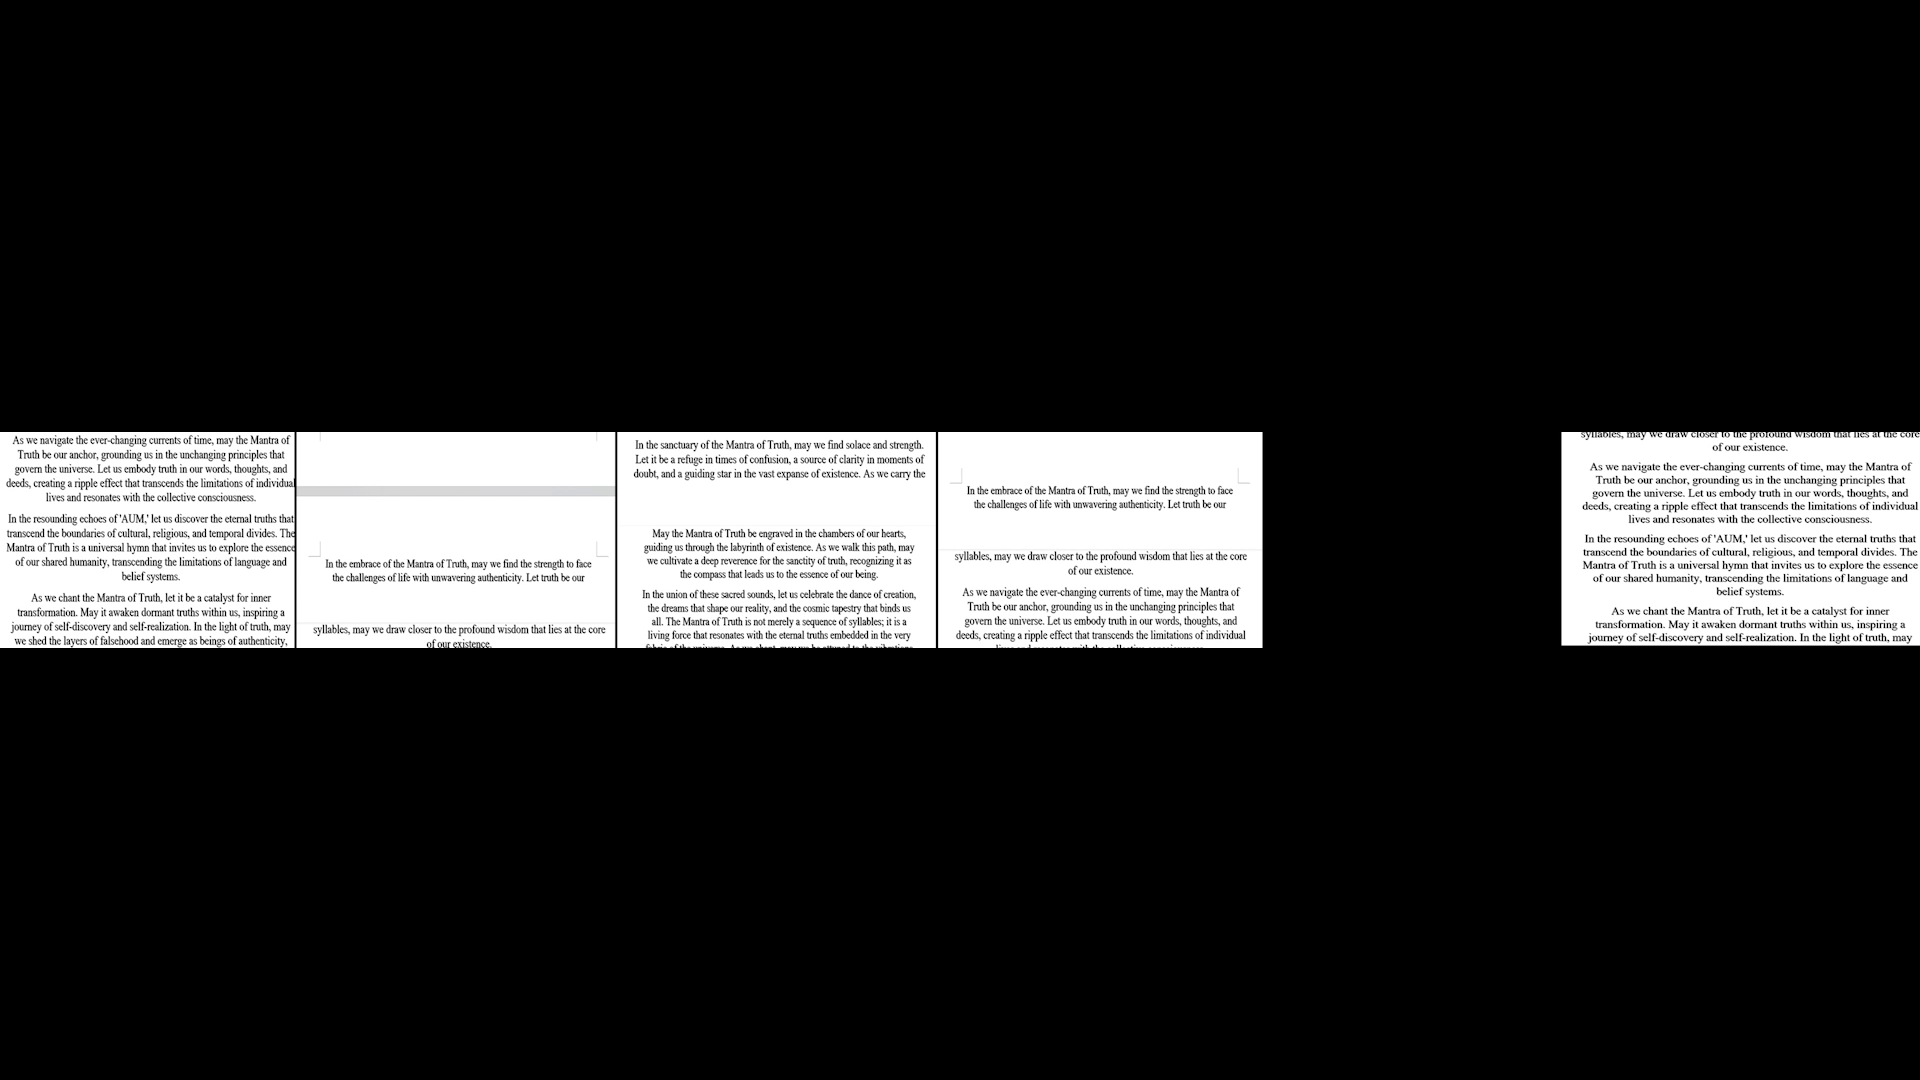 As we navigate the ever-changing currents of time, may the Mantra of
Truth be our anchor, grounding us in the unchanging principles that
govern the universe. Let us embody truth in our words, thoughts, and
deeds, creating a ripple effect that transcends the limitations of individual
lives and resonates with the collective consciousness.
In the resounding echoes of 'AUM,' let us discover the eternal truths that
transcend the boundaries of cultural, religious, and temporal divides. The
Mantra of Truth is a universal hymn that invites us to explore the essence
of our shared humanity, transcending the limitations of language and
belief systems.
As we chant the Mantra of Truth, let it be a catalyst for inner
transformation. May it awaken dormant truths within us, inspiring a
journey of self-discovery and self-realization. In the light of truth, may
we shed the layers of falsehood and emerge as beings of authenticity,
In the embrace of the Mantra of Truth, may we find the strength to face
the challenges of life with unwavering authenticity. Let truth be our
syllables, may we draw closer to the profound wisdom that lies at the core
of our existence.
In the sanctuary of the Mantra of Truth, may we find solace and strength.
Let it be a refuge in times of confusion, a source of clarity in moments of
doubt, and a guiding star in the vast expanse of existence. As we carry the
May the Mantra of Truth be engraved in the chambers of our hearts,
guiding us through the labyrinth of existence. As we walk this path, may
we cultivate a deep reverence for the sanctity of truth, recognizing it as
the compass that leads us to the essence of our being.
In the union of these sacred sounds, let us celebrate the dance of creation,
the dreams that shape our reality, and the cosmic tapestry that binds us
all. The Mantra of Truth is not merely a sequence of syllables; it is a
living force that resonates with the eternal truths embedded in the very
fabric of the universe. As we chant, may we be attuned to the vibrations
In the embrace of the Mantra of Truth, may we find the strength to face
the challenges of life with unwavering authenticity. Let truth be our
syllables, may we draw closer to the profound wisdom that lies at the core
of our existence.
As we navigate the ever-changing currents of time, may the Mantra of
Truth be our anchor, grounding us in the unchanging principles that
govern the universe. Let us embody truth in our words, thoughts, and
deeds, creating a ripple effect that transcends the limitations of individual
lives and resonates with the collective consciousness.
syllables, may we draw closer to the profound wisdom that lies at the core
of our existence.
As we navigate the ever-changing currents of time, may the Mantra of
Truth be our anchor, grounding us in the unchanging principles that
govern the universe. Let us embody truth in our words, thoughts, and
deeds, creating a ripple effect that transcends the limitations of individual
lives and resonates with the collective consciousness.
In the resounding echoes of 'AUM,' let us discover the eternal truths that
transcend the boundaries of cultural, religious, and temporal divides. The
Mantra of Truth is a universal hymn that invites us to explore the essence
of our shared humanity, transcending the limitations of language and
belief systems.
As we chant the Mantra of Truth, let it be a catalyst for inner
transformation. May it awaken dormant truths within us, inspiring a
journey of self-discovery and self-realization. In the light of truth, may